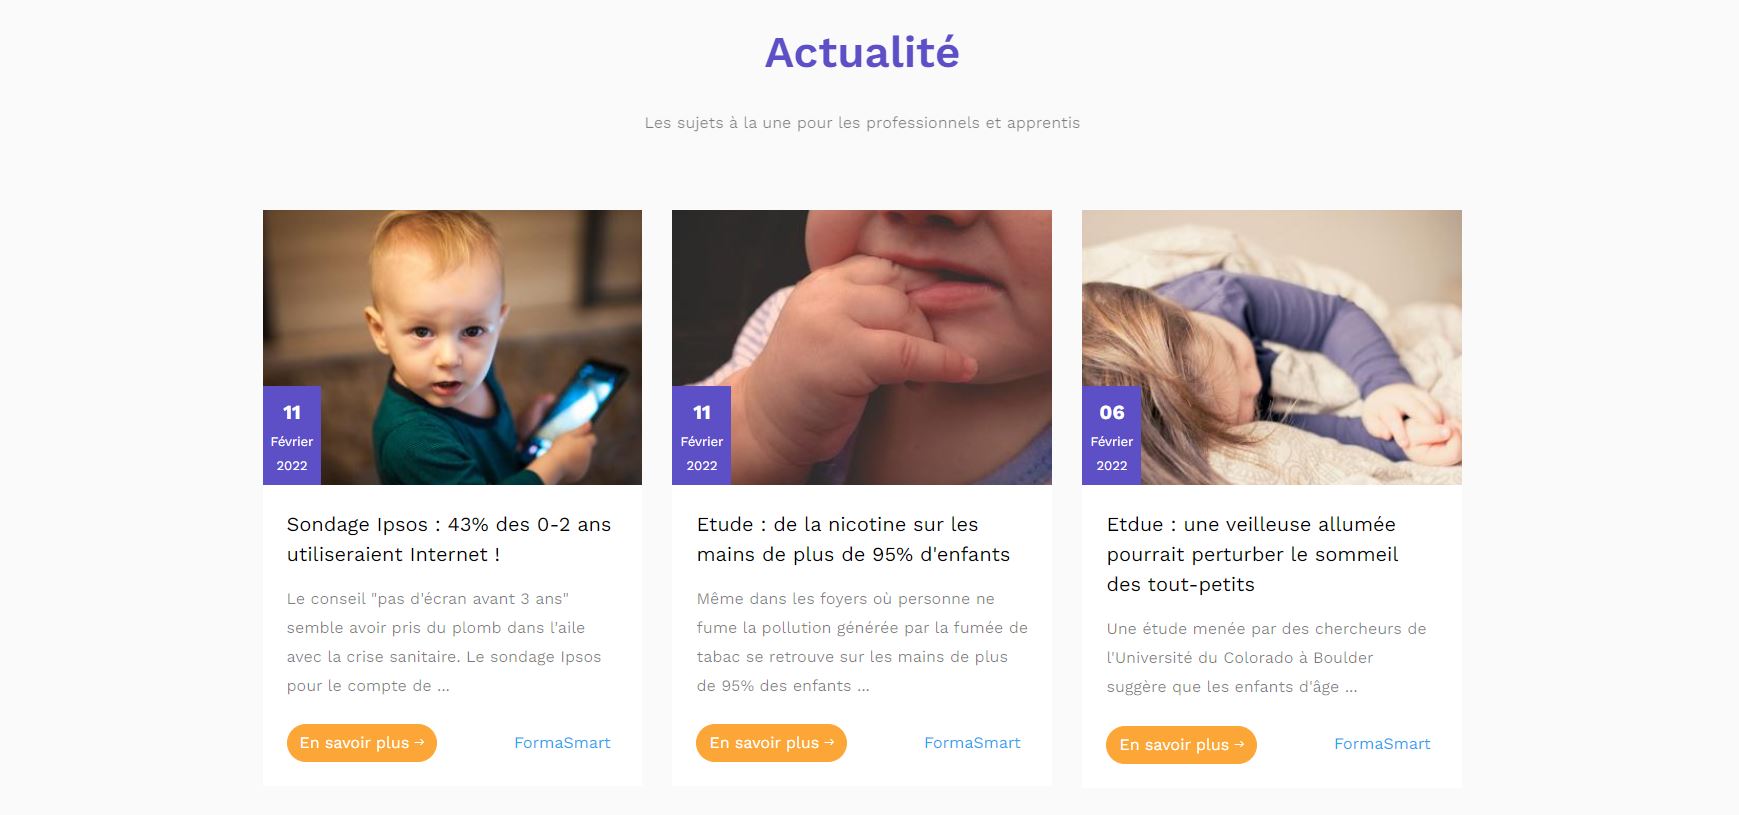 Actualité
Les sujets à la une pour les professionnels et apprentis
11
Février
2022
Sondage Ipsos : 43% des 0-2 ans
utiliseraient Internet !
Le conseil "pas d'écran avant 3 ans"
semble avoir pris du plomb dans l'aile
avec la crise sanitaire. Le sondage Ipsos
pour le compte de ...
En savoir plus →
FormaSmart
11
Février
2022
Etude : de la nicotine sur les
mains de plus de 95% d'enfants
Même dans les foyers où personne ne
fume la pollution générée par la fumée de
tabac se retrouve sur les mains de plus
de 95% des enfants ...
En savoir plus →
FormaSmart
06
Février
2022
Etdue : une veilleuse allumée
pourrait perturber le sommeil
des tout-petits
Une étude menée par des chercheurs de
l'Université du Colorado à Boulder
suggère que les enfants d'âge ...
En savoir plus →
FormaSmart